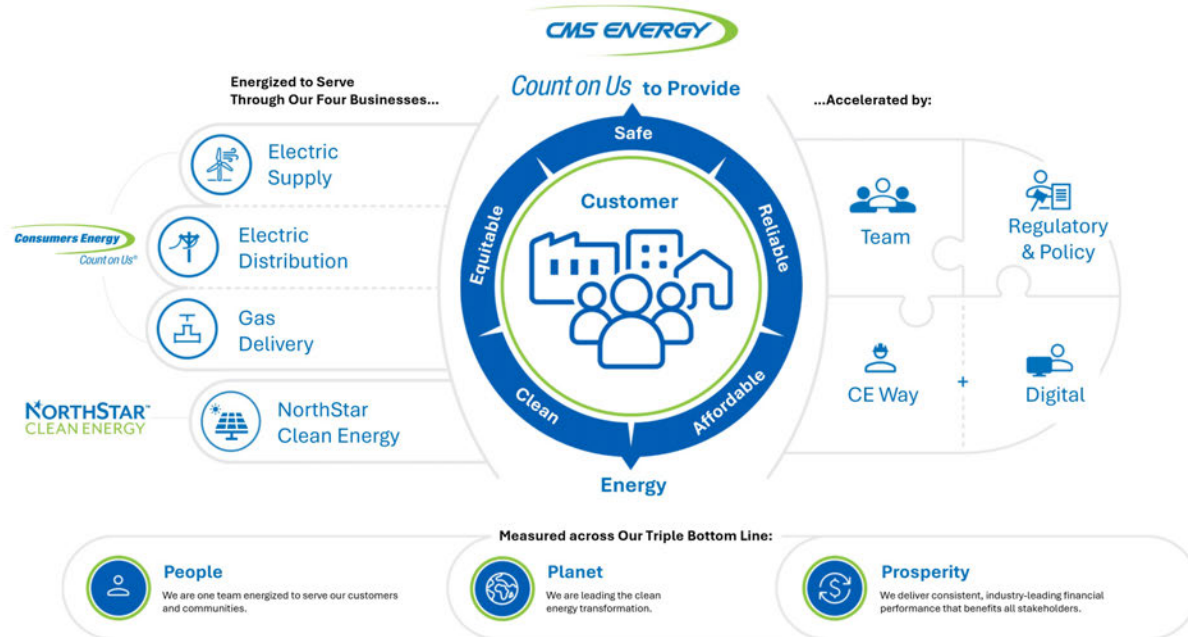 CMS ENERGY
Energized to Serve
Through Our Four Businesses...
Count on Us to Provide
...Accelerated by:
Electric
Supply
Consumers Energy
Count on Us®
Electric
Distribution
Gas
Delivery
NORTHSTAR™
CLEAN ENERGY
NorthStar
Clean Energy
Safe
Equitable
Customer
Reliable
Clean
Affordable
Energy
Team
Regulatory
& Policy
CE Way
+
Digital
Measured across Our Triple Bottom Line:
People
We are one team energized to serve our customers
and communities.
Planet
We are leading the clean
energy transformation.
Prosperity
We deliver consistent, industry-leading financial
performance that benefits all stakeholders.